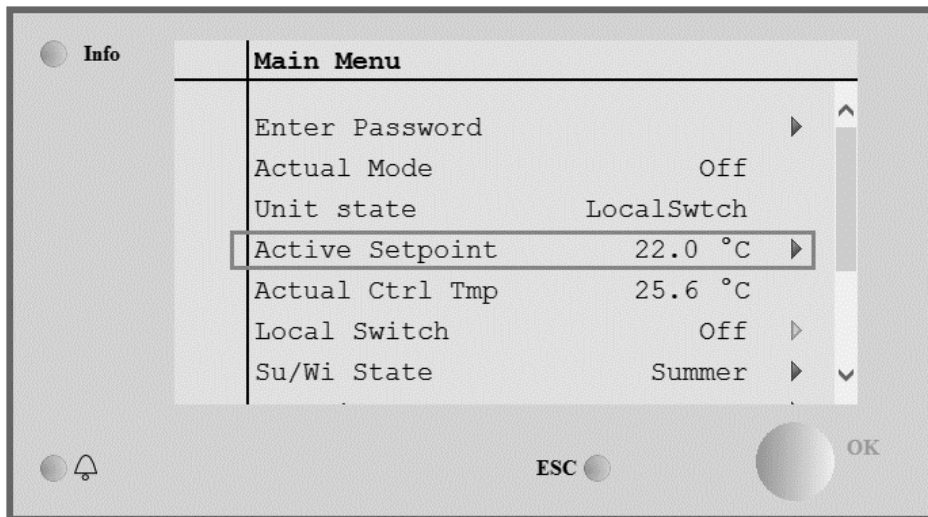 Info
Main Menu
Enter Password
Actual Mode Off
Unit state LocalSwtch
Active Setpoint 22.0 °C
Actual Ctrl Tmp 25.6 °C
Local Switch Off
Su/Wi State Summer
ESC
OK